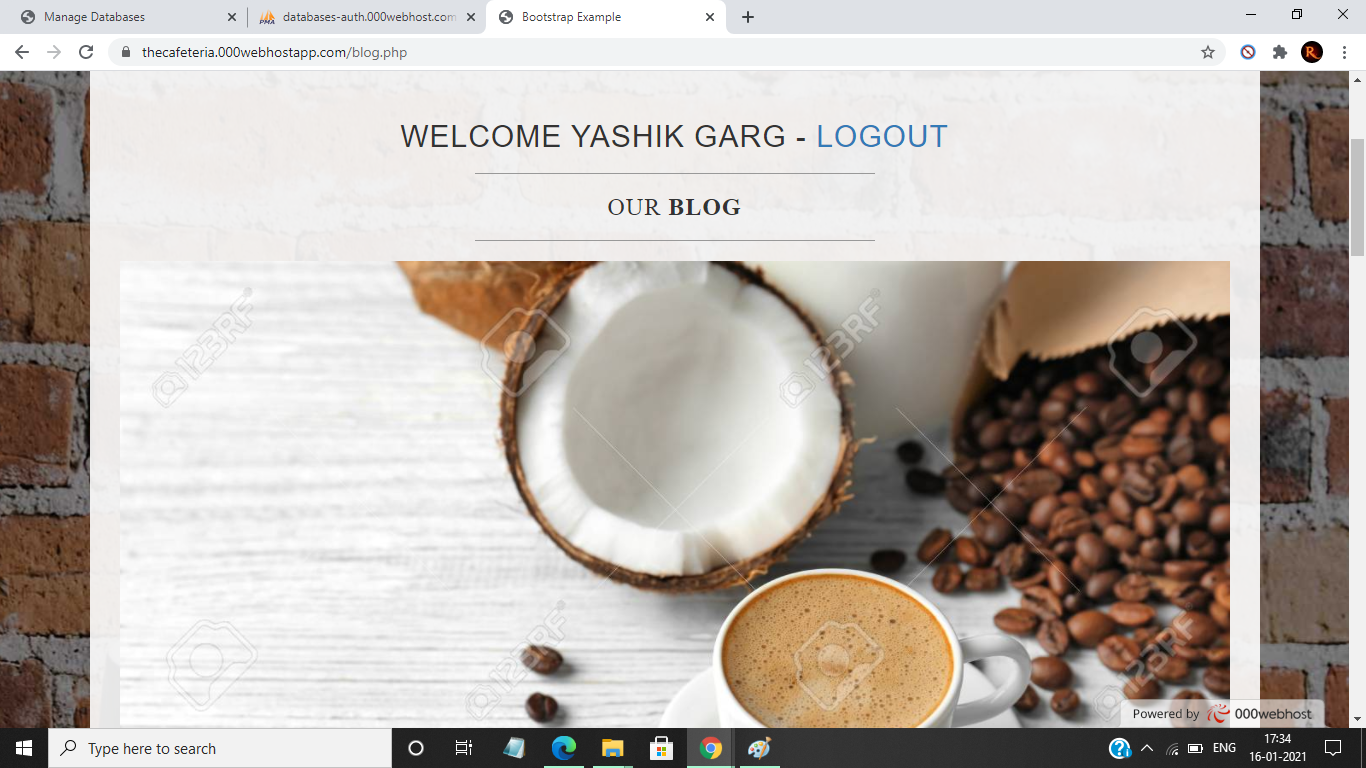 Manage Databases
databases-auth.000webhost.com
Bootstrap Example
thecafeteria.000webhostapp.com/blog.php
WELCOME YASHIK GARG - LOGOUT
OUR BLOG
123RF
123RF
123RF
123RF
Powered by 000webhost
Type here to search
ENG
17:34
16-01-2021